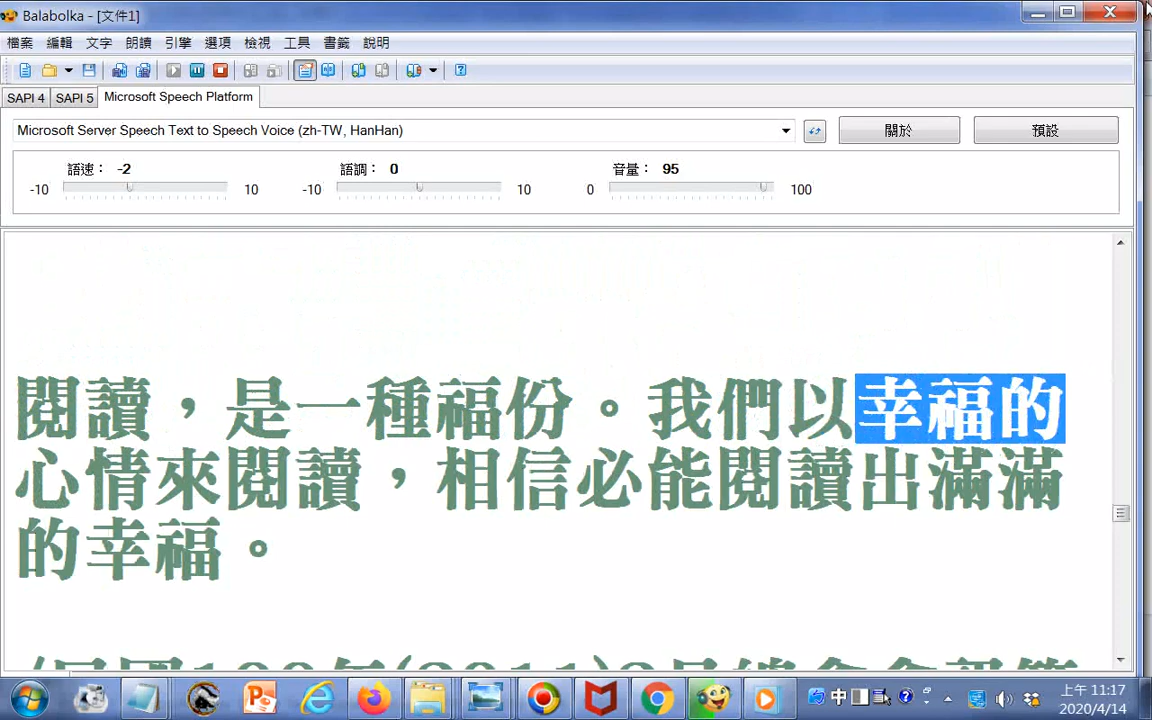 Balabolka - [文件1]
檔案 編輯 文字 朗讀 引擎 選項 檢視 工具 書籤 說明
SAPI 4 SAPI 5 Microsoft Speech Platform
Microsoft Server Speech Text to Speech Voice (zh-TW, HanHan) 關於 預設
語速： -2 語調： 0 音量： 95
-10 10 -10 10 0 100
閱讀，是一種福份。我們以幸福的
心情來閱讀，相信必能閱讀出滿滿
的幸福。
中
上午 11:17
2020/4/14